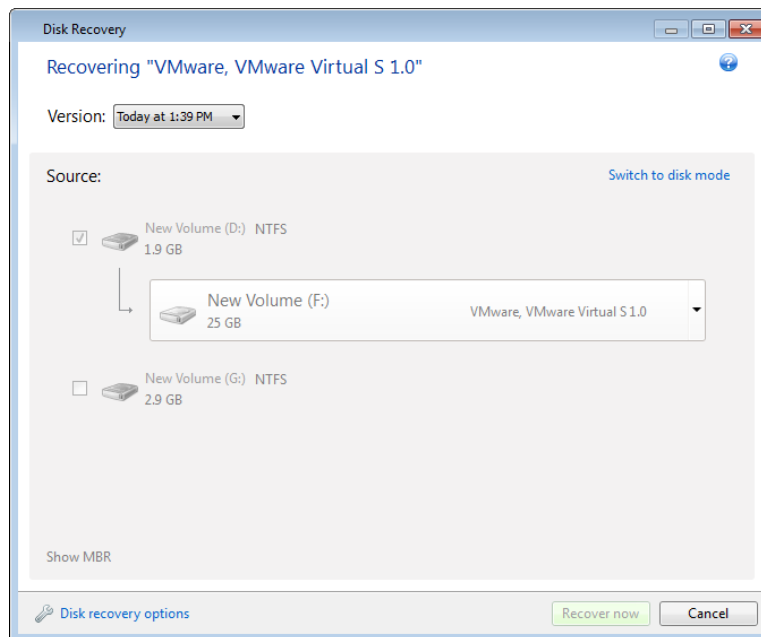 Disk Recovery
Recovering "VMware, VMware Virtual S 1.0"
Version: Today at 1:39 PM
Source:
Switch to disk mode
New Volume (D:) NTFS
1.9 GB
New Volume (F:)
25 GB
VMware, VMware Virtual S 1.0
New Volume (G:) NTFS
2.9 GB
Show MBR
Disk recovery options
Recover now
Cancel